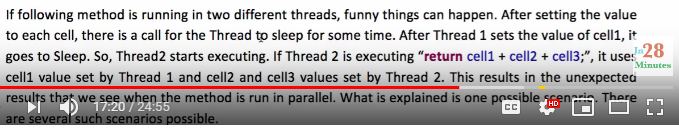 If following method is running in two different threads, funny things can happen. After setting the value
to each cell, there is a call for the Thread to sleep for some time. After Thread 1 sets the value of cell1, it
goes to Sleep. So, Thread2 starts executing. If Thread 2 is executing “return cell1 + cell2 + cell3;”, it uses
In28
Minutes
cell1 value set by Thread 1 and cell2 and cell3 values set by Thread 2. This results in the unexpected
results that we see when the method is run in parallel. What is explained is one possible scenario. There
17:20 / 24:55
CC
HD
are several such scenarios possible.